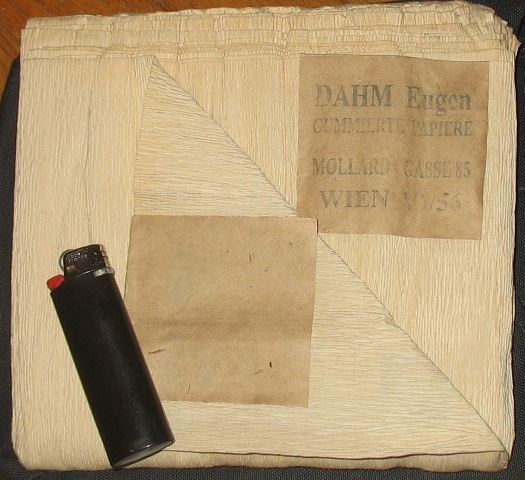 DAHM Eugen
GUMMIERTE PAPIERE
MOLLARD-GASSE 85
WIEN VI/56